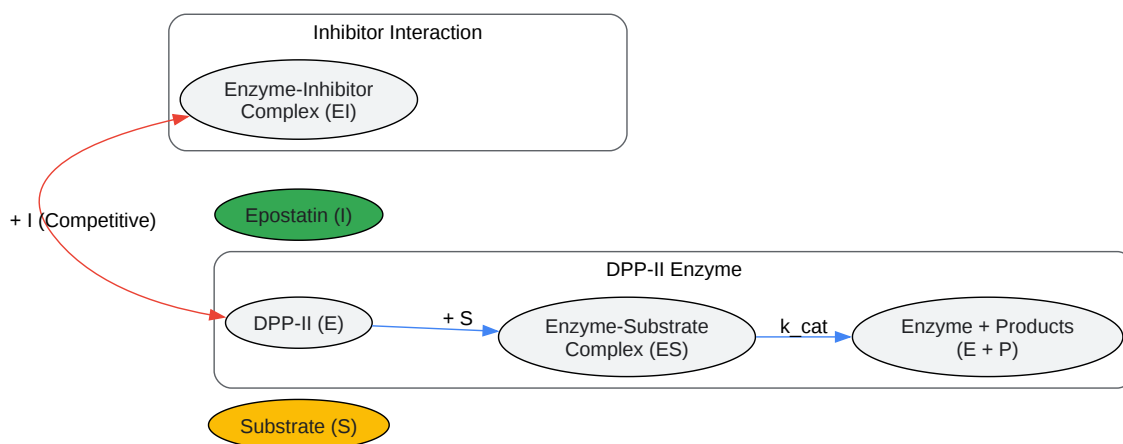 Inhibitor Interaction
Enzyme-Inhibitor
Complex (EI)
+ I (Competitive)
Epostatin (I)
DPP-II Enzyme
DPP-II (E)
+ S
Enzyme-Substrate
Complex (ES)
k_cat
Enzyme + Products
(E + P)
Substrate (S)